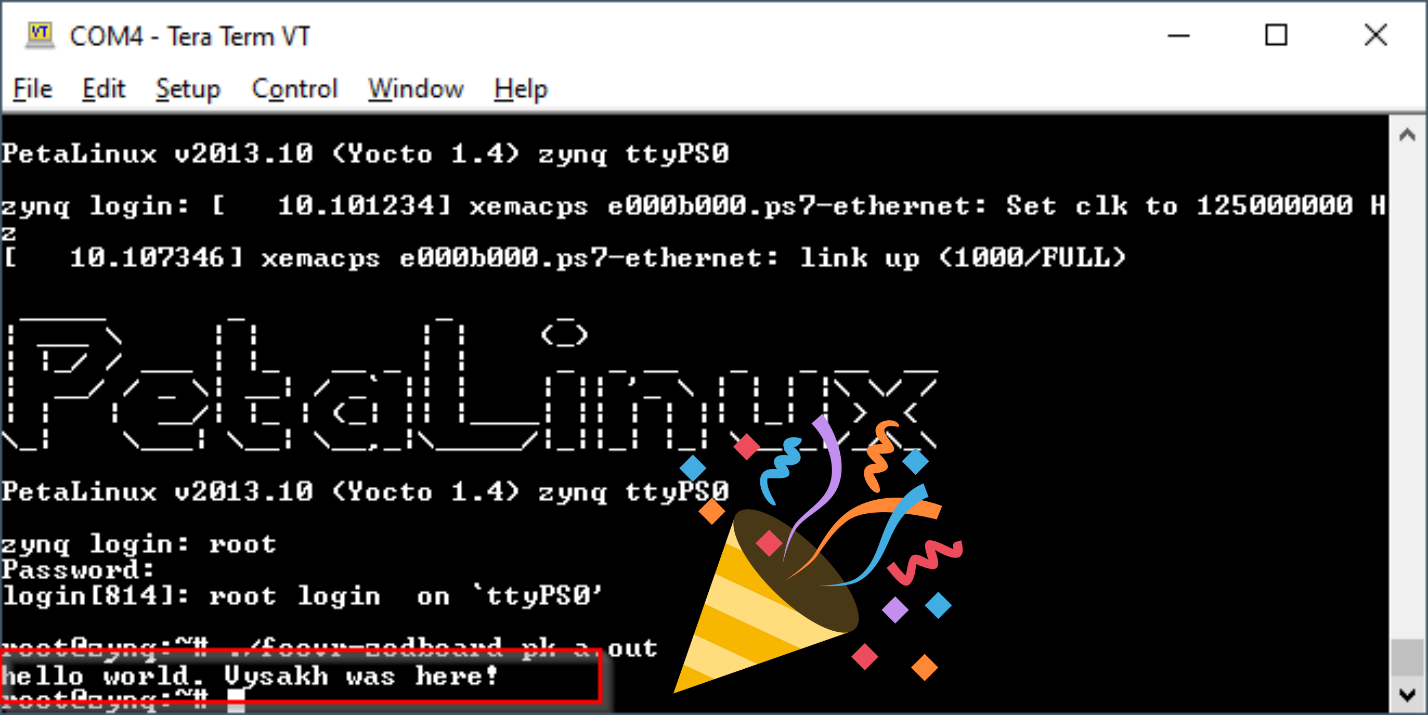 COM4 - Tera Term VT
File Edit Setup Control Window Help
PetaLinux v2013.10 (Yocto 1.4) zynq ttyPS0
zynq login: [   10.101234] xemacps e000b000.ps7-ethernet: Set clk to 125000000 H
z
[   10.107346] xemacps e000b000.ps7-ethernet: link up (1000/FULL)
PetaLinux
PetaLinux v2013.10 (Yocto 1.4) zynq ttyPS0
zynq login: root
Password:
login[814]: root login  on `ttyPS0'
root@zynq:~# pk a.out
hello world. Vysakh was here!
root@zynq:~#